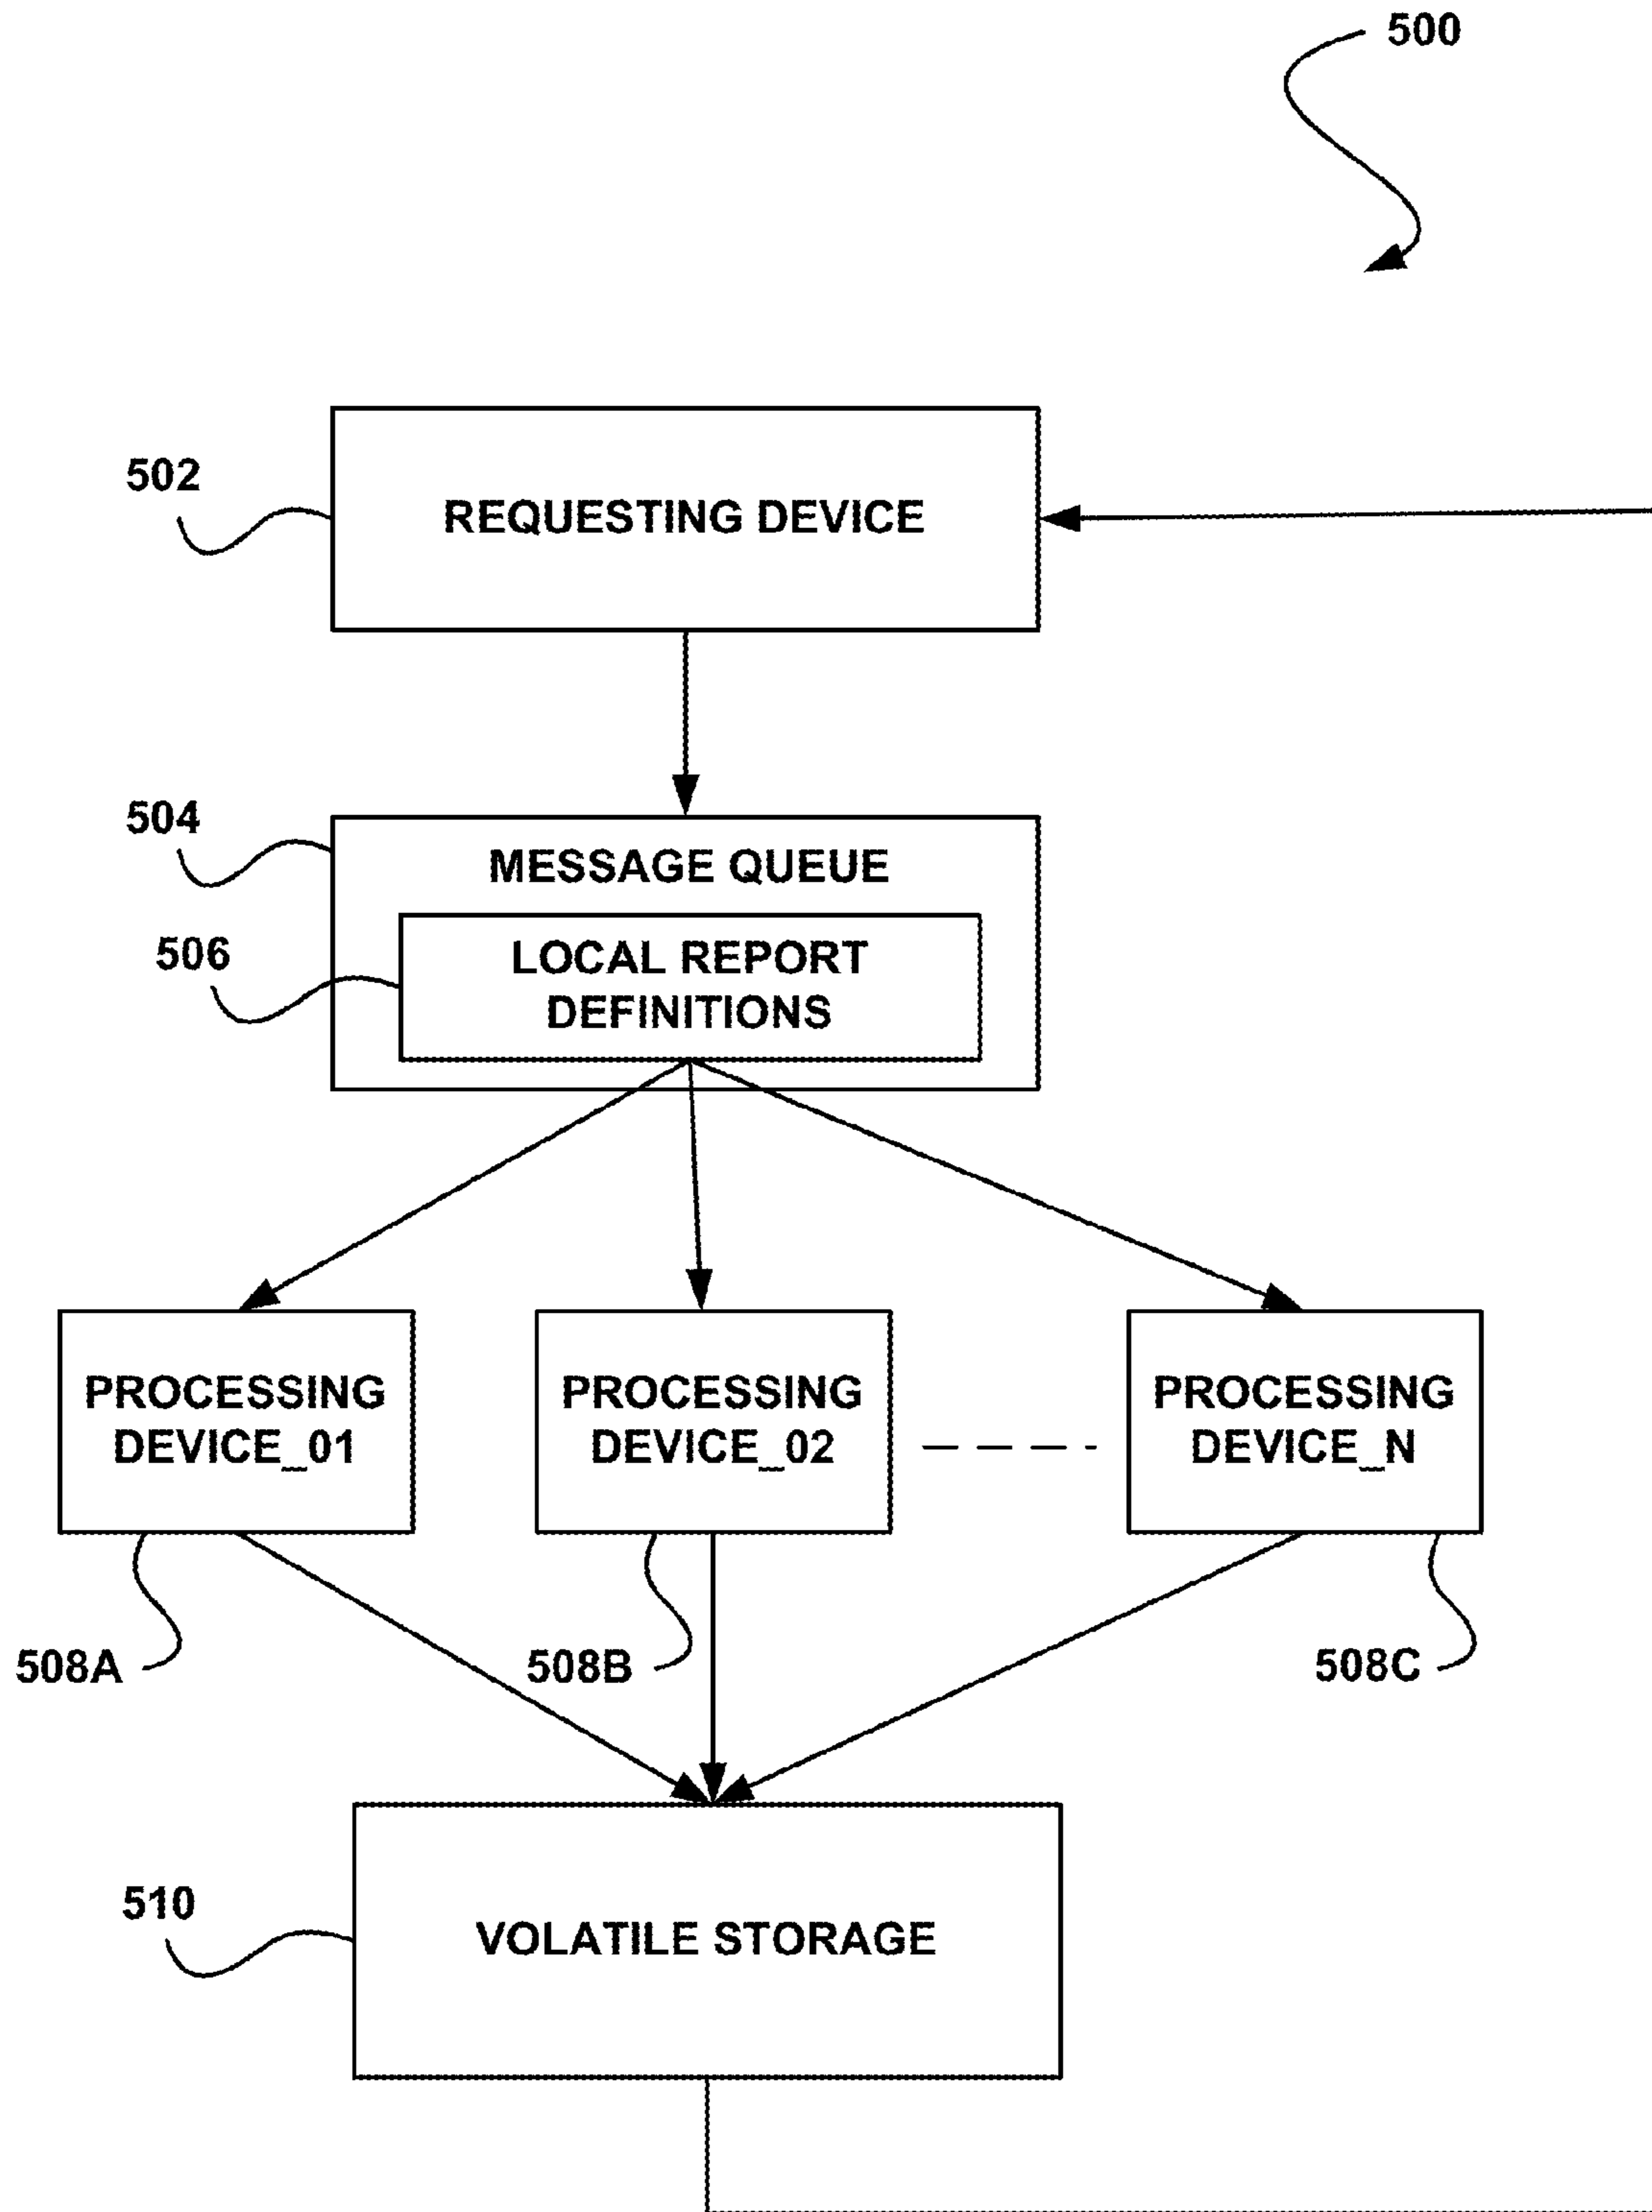 500
502
REQUESTING DEVICE
504
MESSAGE QUEUE
506
LOCAL REPORT
DEFINITIONS
PROCESSING
DEVICE_01
PROCESSING
DEVICE_02
PROCESSING
DEVICE_N
508A
508B
508C
510
VOLATILE STORAGE